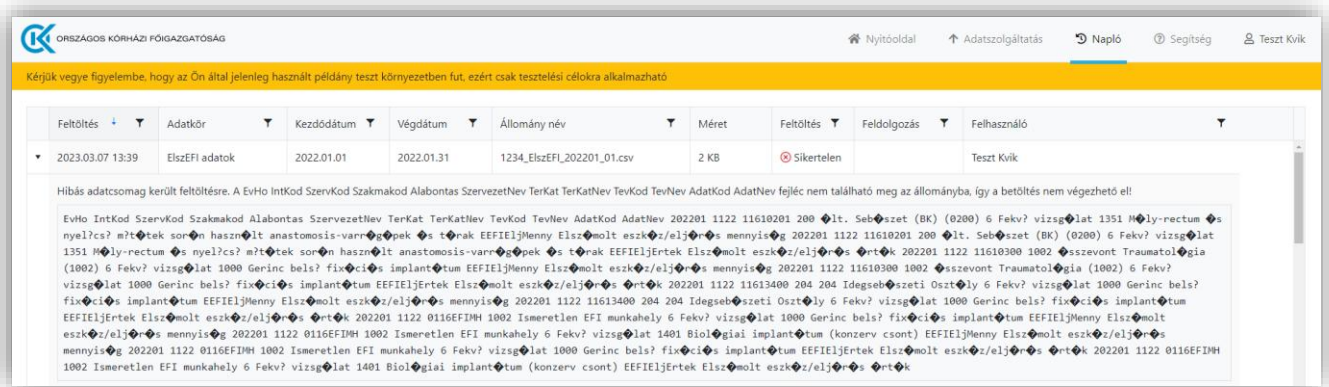 ORSZÁGOS KÓRHÁZI FŐIGAZGATÓSÁG
Nyitóoldal Adatszolgáltatás Napló Segítség Teszt Kvik
Kérjük vegye figyelembe, hogy az Ön által jelenleg használt példány teszt környezetben fut, ezért csak tesztelési célokra alkalmazható
Feltöltés Adatkör Kezdődátum Végdátum Állomány név Méret Feltöltés Feldolgozás Felhasználó
2023.03.07 13:39 ElszEFI adatok 2022.01.01 2022.01.31 1234_ElszEFI_202201_01.csv 2 KB Sikertelen Teszt Kvik
Hibás adatcsomag került feltöltésre. A EvHo IntKod SzervKod Szakmakod Alabontas SzervezetNev TerKat TerKatNev TevKod TevNev AdatKod AdatNev fejléc nem található meg az állományba, így a betöltés nem végezhető el!
EvHo IntKod SzervKod Szakmakod Alabontas SzervezetNev TerKat TerKatNev TevKod TevNev AdatKod AdatNev 202201 1122 11610201 200 �lt. Seb�szet (BK) (0200) 6 Fekv? vizsg�lat 1351 M�ly-rectum �s
nyel?cs? m?t�tek sor�n haszn�lt anastomosis-varr�g�pek �s t�rak EEFIEljMenny Elsz�molt eszk�z/elj�r�s mennyis�g 202201 1122 11610201 200 �lt. Seb�szet (BK) (0200) 6 Fekv? vizsg�lat
1351 M�ly-rectum �s nyel?cs? m?t�tek sor�n haszn�lt anastomosis-varr�g�pek �s t�rak EEFIEljErtek Elsz�molt eszk�z/elj�r�s �rt�k 202201 1122 11610300 1002 �sszevont Traumatol�gia
(1002) 6 Fekv? vizsg�lat 1000 Gerinc bels? fix�ci�s implant�tum EEFIEljMenny Elsz�molt eszk�z/elj�r�s mennyis�g 202201 1122 11610300 1002 �sszevont Traumatol�gia (1002) 6 Fekv?
vizsg�lat 1000 Gerinc bels? fix�ci�s implant�tum EEFIEljErtek Elsz�molt eszk�z/elj�r�s �rt�k 202201 1122 11613400 204 204 Idegseb�szeti Oszt�ly 6 Fekv? vizsg�lat 1000 Gerinc bels?
fix�ci�s implant�tum EEFIEljMenny Elsz�molt eszk�z/elj�r�s mennyis�g 202201 1122 11613400 204 204 Idegseb�szeti Oszt�ly 6 Fekv? vizsg�lat 1000 Gerinc bels? fix�ci�s implant�tum
EEFIEljErtek Elsz�molt eszk�z/elj�r�s �rt�k 202201 1122 0116EFIMH 1002 Ismeretlen EFI munkahely 6 Fekv? vizsg�lat 1000 Gerinc bels? fix�ci�s implant�tum EEFIEljMenny Elsz�molt
eszk�z/elj�r�s mennyis�g 202201 1122 0116EFIMH 1002 Ismeretlen EFI munkahely 6 Fekv? vizsg�lat 1401 Biol�giai implant�tum (konzerv csont) EEFIEljMenny Elsz�molt eszk�z/elj�r�s
mennyis�g 202201 1122 0116EFIMH 1002 Ismeretlen EFI munkahely 6 Fekv? vizsg�lat 1000 Gerinc bels? fix�ci�s implant�tum EEFIEljErtek Elsz�molt eszk�z/elj�r�s �rt�k 202201 1122 0116EFIMH
1002 Ismeretlen EFI munkahely 6 Fekv? vizsg�lat 1401 Biol�giai implant�tum (konzerv csont) EEFIEljErtek Elsz�molt eszk�z/elj�r�s �rt�k